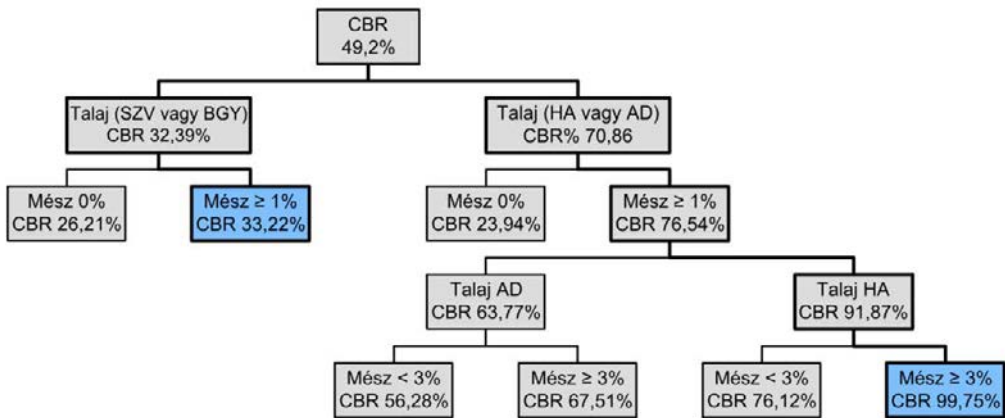 CBR
49,2%
Talaj (SZV vagy BGY)
CBR 32,39%
Talaj (HA vagy AD)
CBR% 70,86
Mész 0%
CBR 26,21%
Mész ≥ 1%
CBR 33,22%
Mész 0%
CBR 23,94%
Mész ≥ 1%
CBR 76,54%
Talaj AD
CBR 63,77%
Talaj HA
CBR 91,87%
Mész < 3%
CBR 56,28%
Mész ≥ 3%
CBR 67,51%
Mész < 3%
CBR 76,12%
Mész ≥ 3%
CBR 99,75%